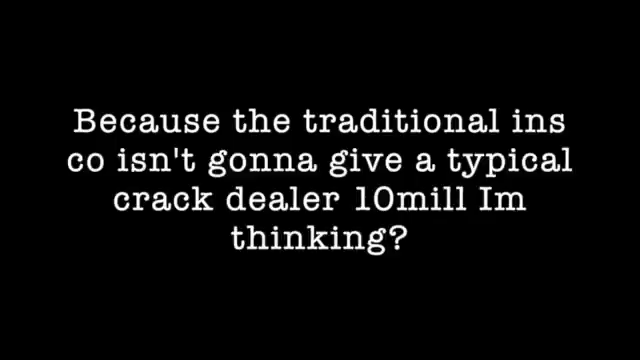 Because the traditional ins
co isn't gonna give a typical
crack dealer 10mill Im
thinking?